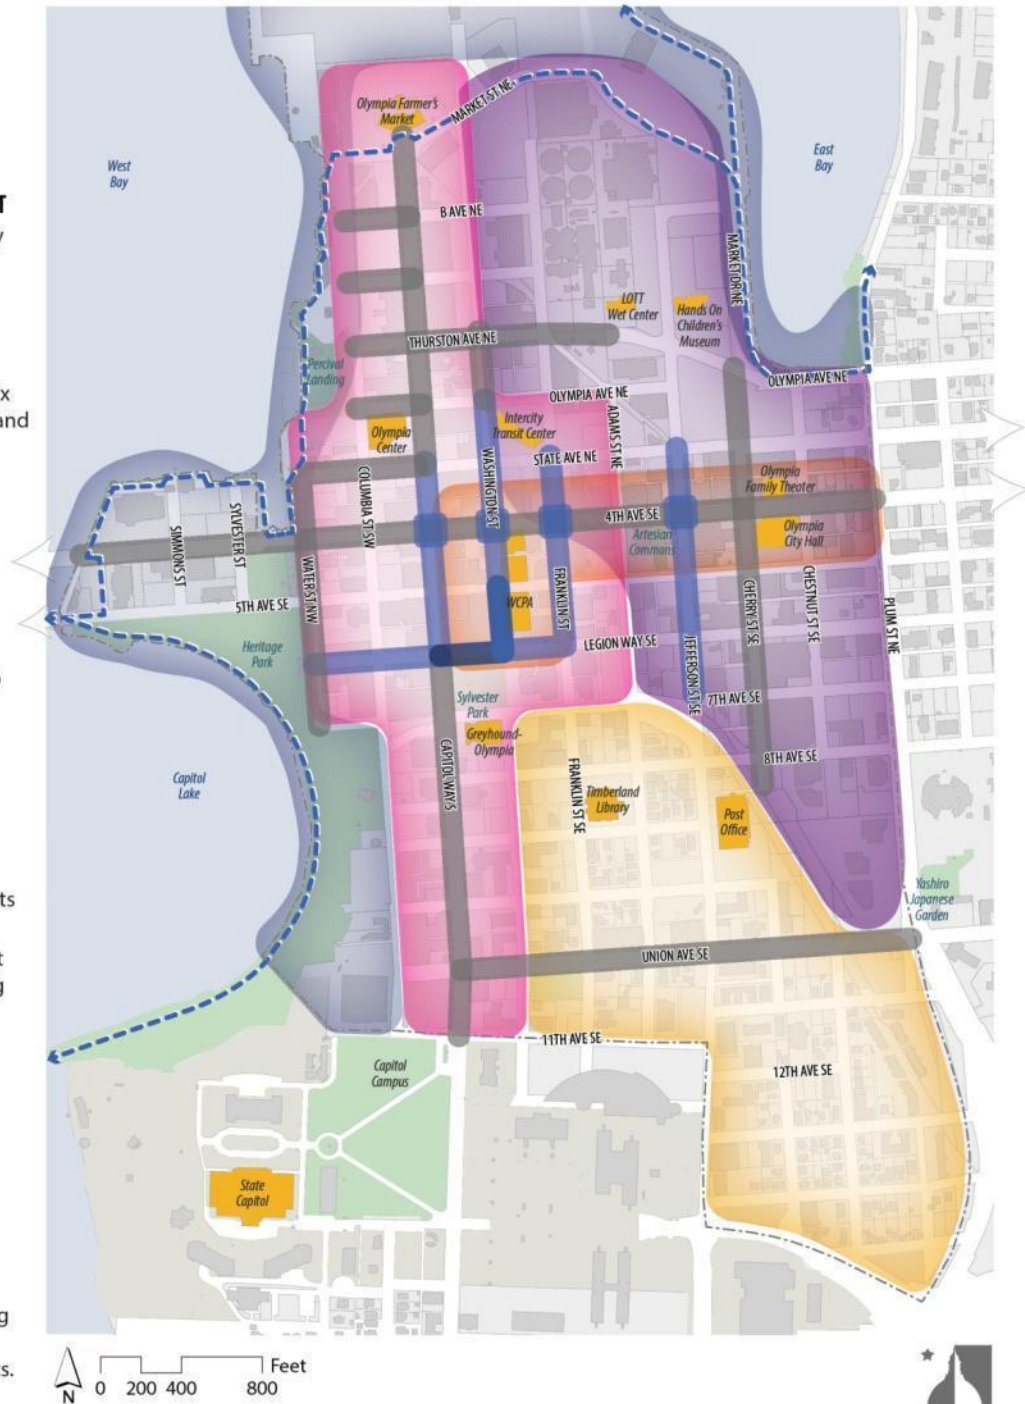 T
y
x
and
)
ts
t
g
g
s.
Olympia Farmer's
Market
MARKET ST NE
West
Bay
East
Bay
B AVE NE
MARKET DR NE
LOTT
Wet Center
Hands On
Children's
Museum
THURSTON AVE NE
Percival
Landing
OLYMPIA AVE NE
OLYMPIA AVE NE
ADAMS ST NE
Olympia
Center
Intercity
Transit Center
STATE AVE NE
WASHINGTON ST
COLUMBIA ST SW
Olympia
Family Theater
SIMMONS ST
SYLVESTER ST
4TH AVE SE
Artesian
Commons
Olympia
City Hall
WATER ST NW
5TH AVE SE
WCPA
FRANKLIN ST
CHERRY ST SE
CHESTNUT ST SE
PLUM ST NE
Heritage
Park
LEGION WAY SE
JEFFERSON ST SE
7TH AVE SE
Sylvester
Park
Greyhound-
Olympia
CAPITOL WAY S
8TH AVE SE
Capitol
Lake
FRANKLIN ST SE
Timberland
Library
Post
Office
Yashiro
Japanese
Garden
UNION AVE SE
11TH AVE SE
12TH AVE SE
Capitol
Campus
State
Capitol
N
Feet
0 200 400 800